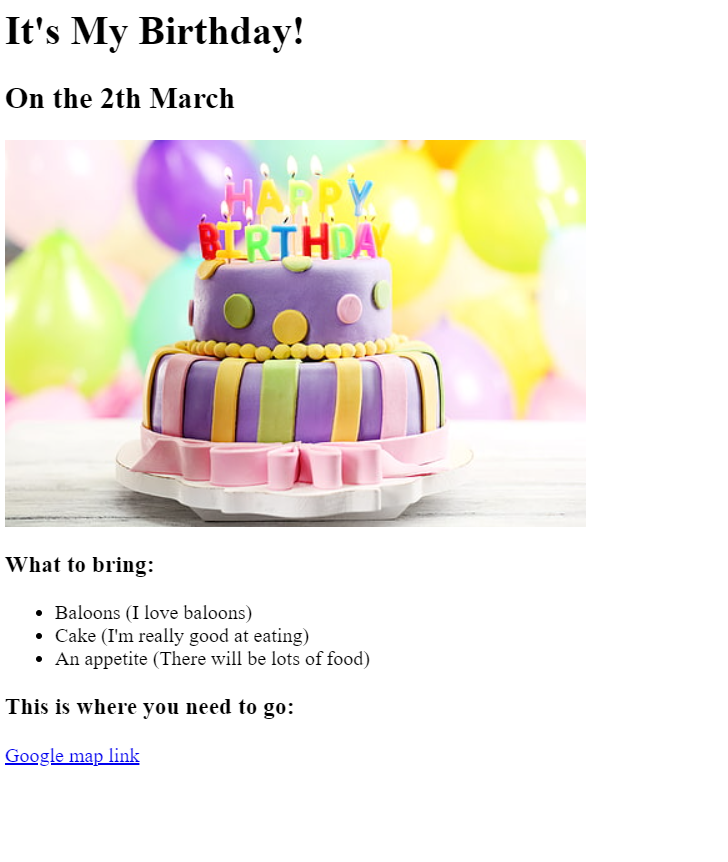 It's My Birthday!
On the 2th March
HAPPY
BIRTHDAY
What to bring:
Baloons (I love baloons)
Cake (I'm really good at eating)
An appetite (There will be lots of food)
This is where you need to go:
Google map link